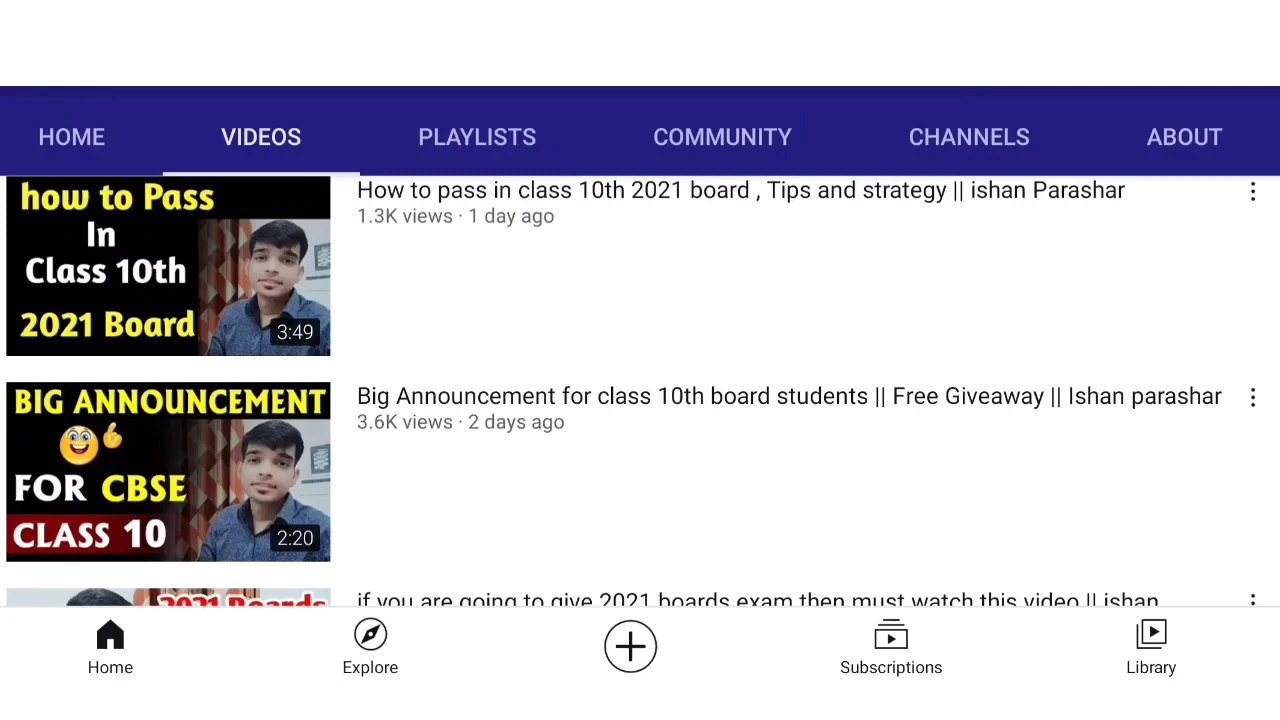 HOME
VIDEOS
PLAYLISTS
COMMUNITY
CHANNELS
ABOUT
how to Pass
In
Class 10th
2021 Board
3:49
How to pass in class 10th 2021 board , Tips and strategy || ishan Parashar
1.3K views · 1 day ago
BIG ANNOUNCEMENT
FOR CBSE
CLASS 10
2:20
Big Announcement for class 10th board students || Free Giveaway || Ishan parashar
3.6K views · 2 days ago
2021 Boards
if you are going to give 2021 boards exam then must watch this video || ishan
Home
Explore
Subscriptions
Library